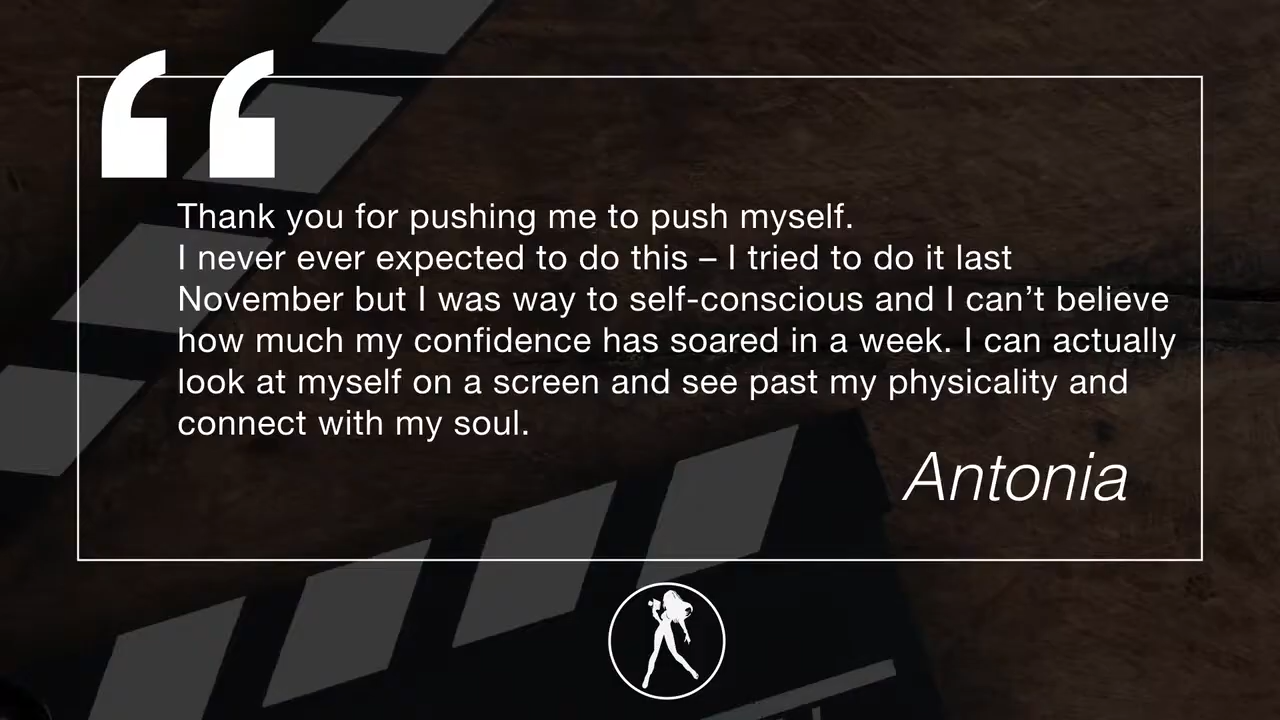 Thank you for pushing me to push myself.
I never ever expected to do this – I tried to do it last
November but I was way to self-conscious and I can’t believe
how much my confidence has soared in a week. I can actually
look at myself on a screen and see past my physicality and
connect with my soul.
Antonia